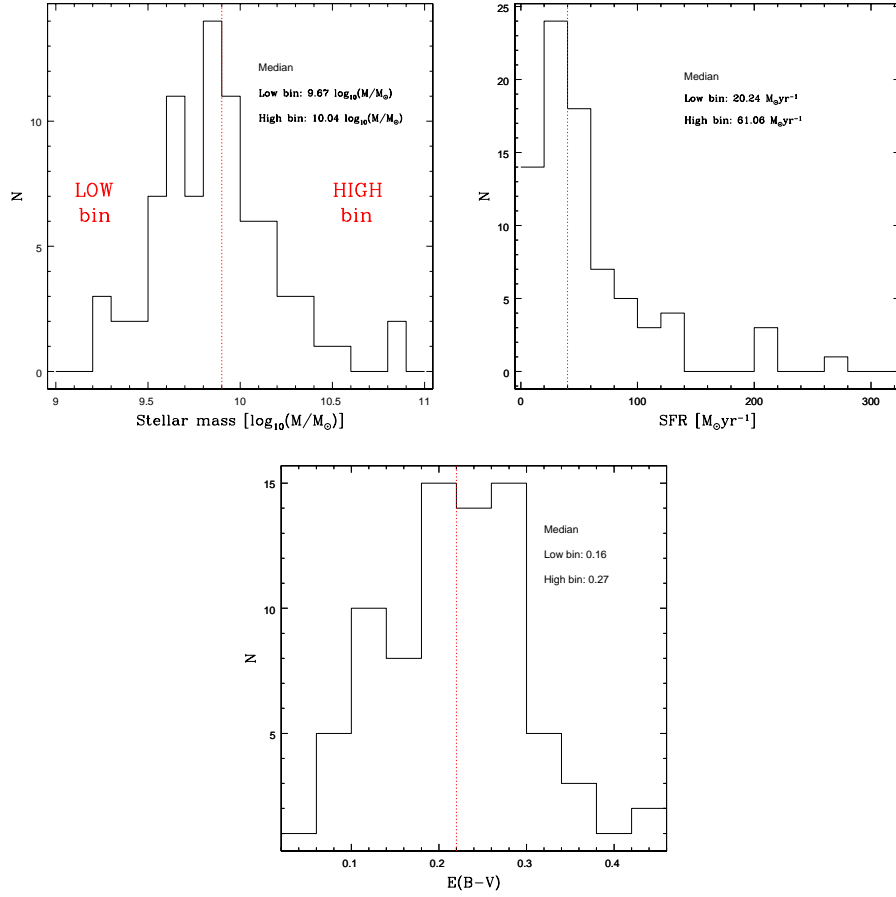 Median
Low bin: 9.67 log₁₀(M/M⊙)
High bin: 10.04 log₁₀(M/M⊙)
LOW
bin
HIGH
bin
N
0
5
10
9
9.5
10
10.5
11
Stellar mass [log₁₀(M/M⊙)]
Median
Low bin: 20.24 M⊙yr⁻¹
High bin: 61.06 M⊙yr⁻¹
N
25
20
15
10
5
0
0
100
200
300
SFR [M⊙yr⁻¹]
Median
Low bin: 0.16
High bin: 0.27
N
15
10
5
0.1
0.2
0.3
0.4
E(B−V)